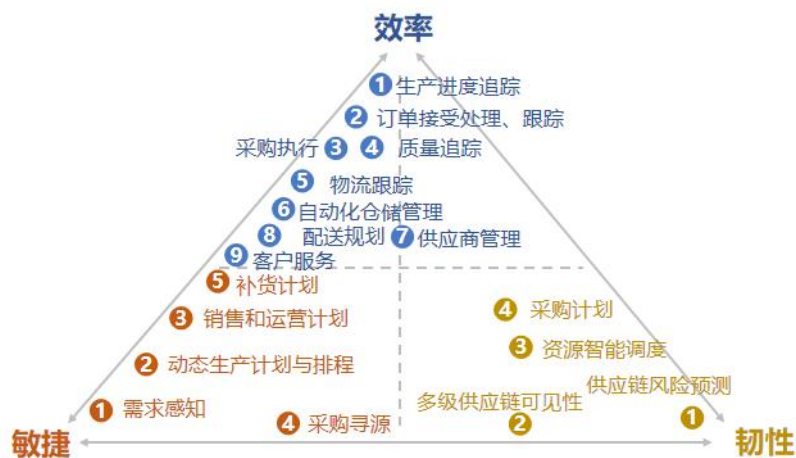 效率
1 生产进度追踪
2 订单接受处理、跟踪
采购执行 3 4 质量追踪
5 物流跟踪
6 自动化仓储管理
8 配送规划 7 供应商管理
9 客户服务
5 补货计划
3 销售和运营计划
4 采购计划
3 资源智能调度
2 动态生产计划与排程
供应链风险预测
1 需求感知
多级供应链可见性
4 采购寻源
2
1
敏捷
韧性